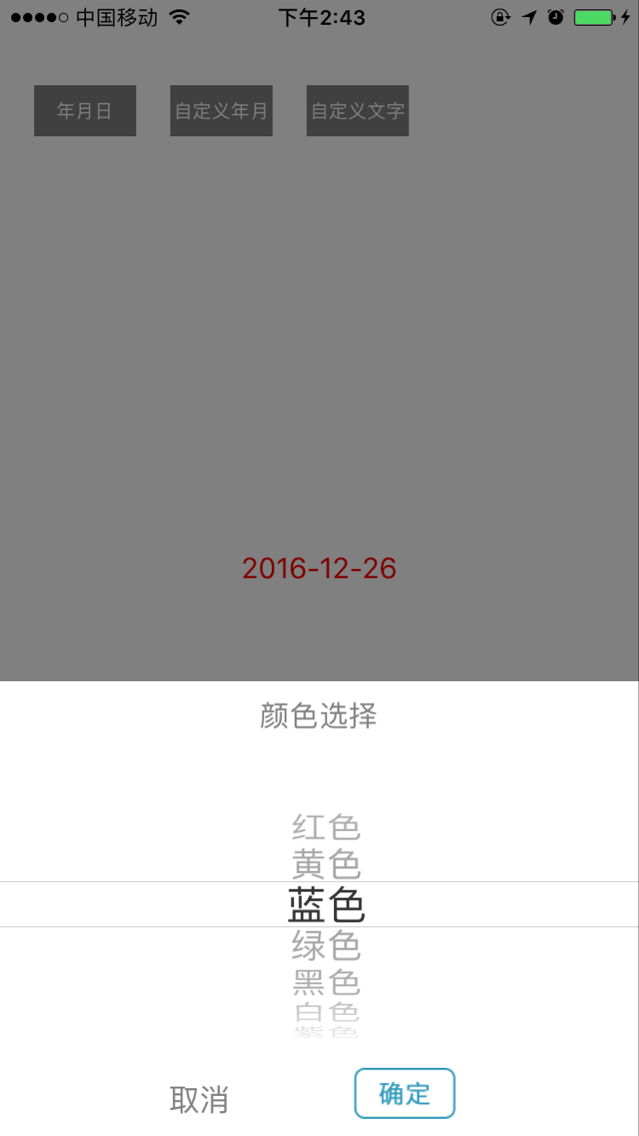 中国移动 下午2:43
年月日 自定义年月 自定义文字
2016-12-26
颜色选择
红色
黄色
蓝色
绿色
黑色
白色
紫色
取消 确定